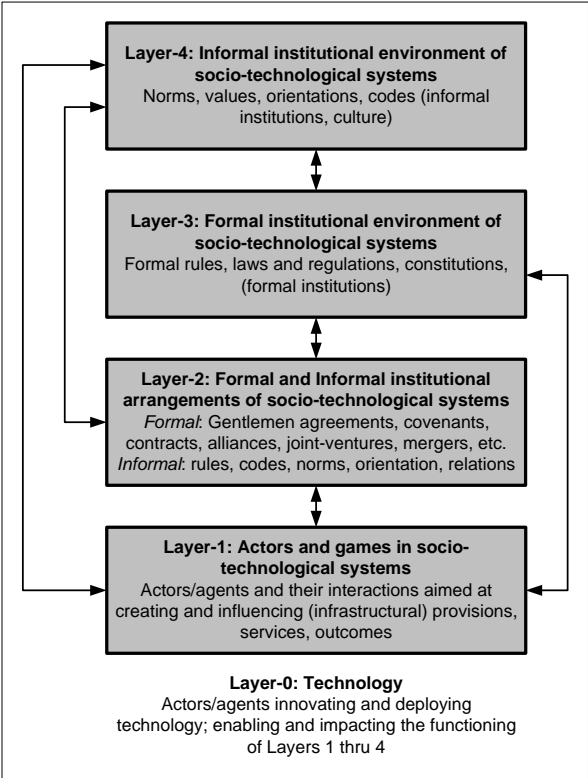 Layer-4: Informal institutional environment of
socio-technological systems
Norms, values, orientations, codes (informal
institutions, culture)
Layer-3: Formal institutional environment of
socio-technological systems
Formal rules, laws and regulations, constitutions,
(formal institutions)
Layer-2: Formal and Informal institutional
arrangements of socio-technological systems
Formal: Gentlemen agreements, covenants,
contracts, alliances, joint-ventures, mergers, etc.
Informal: rules, codes, norms, orientation, relations
Layer-1: Actors and games in socio-
technological systems
Actors/agents and their interactions aimed at
creating and influencing (infrastructural) provisions,
services, outcomes
Layer-0: Technology
Actors/agents innovating and deploying
technology; enabling and impacting the functioning
of Layers 1 thru 4